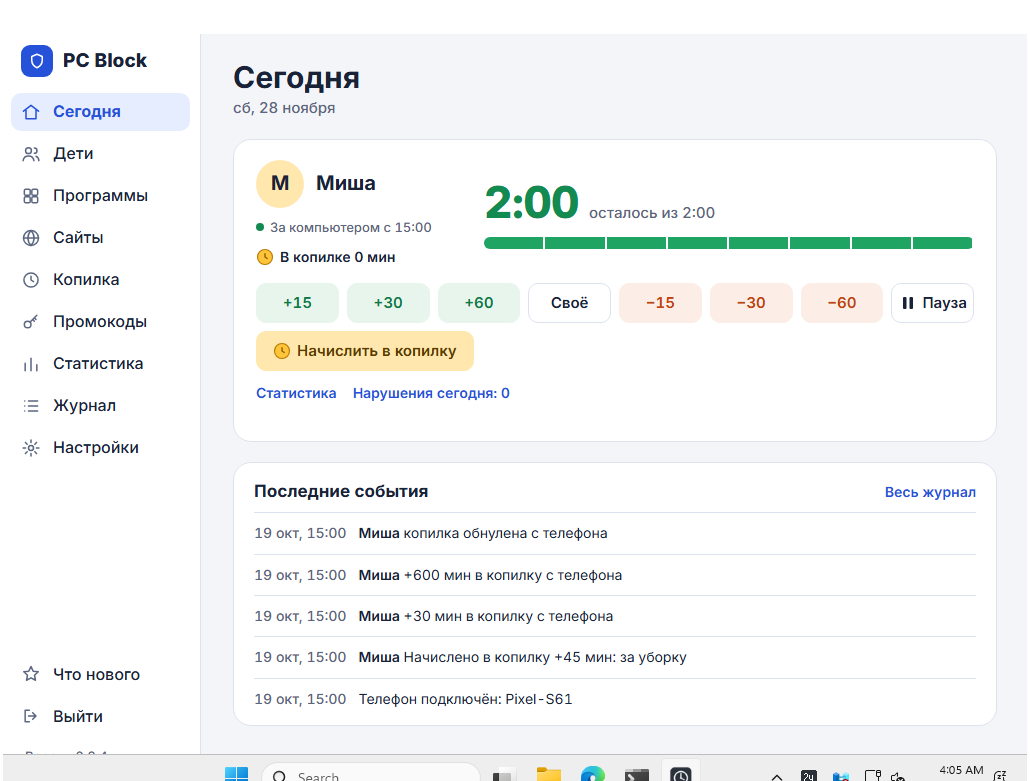 PC Block
Сегодня
Дети
Программы
Сайты
Копилка
Промокоды
Статистика
Журнал
Настройки
Что нового
Выйти
Сегодня
сб, 28 ноября
М Миша
За компьютером с 15:00
В копилке 0 мин
2:00 осталось из 2:00
+15 +30 +60 Своё −15 −30 −60 Пауза
Начислить в копилку
Статистика Нарушения сегодня: 0
Последние события Весь журнал
19 окт, 15:00 Миша копилка обнулена с телефона
19 окт, 15:00 Миша +600 мин в копилку с телефона
19 окт, 15:00 Миша +30 мин в копилку с телефона
19 окт, 15:00 Миша Начислено в копилку +45 мин: за уборку
19 окт, 15:00 Телефон подключён: Pixel-S61
Search
4:05 AM